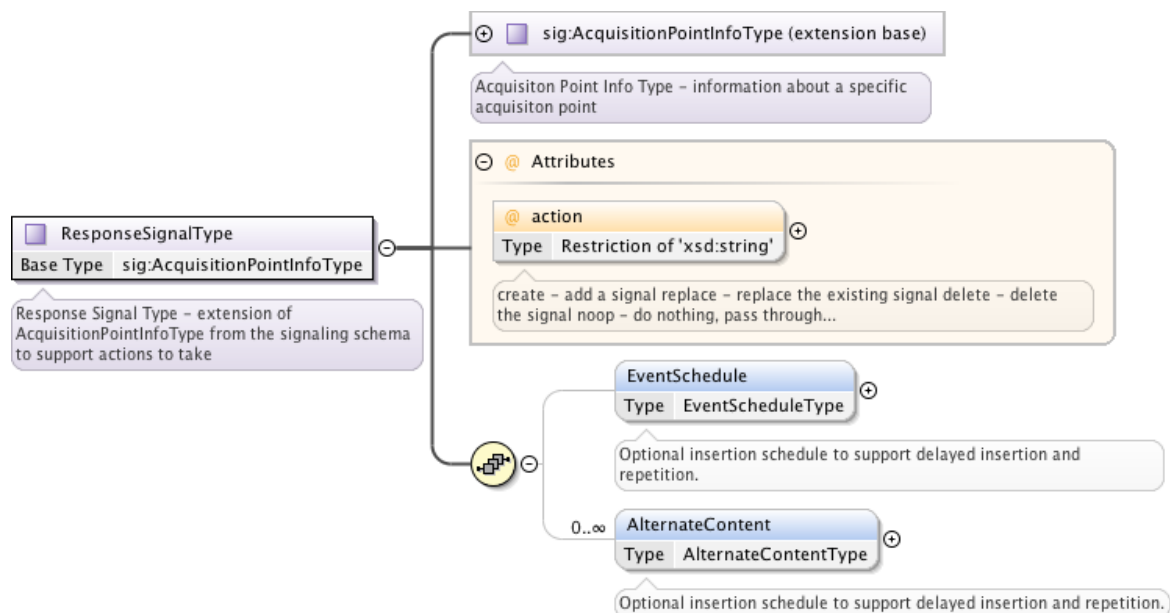 sig:AcquisitionPointInfoType (extension base)
Acquisiton Point Info Type – information about a specific
acquisiton point
@ Attributes
@ action
Type Restriction of 'xsd:string'
create – add a signal replace – replace the existing signal delete – delete
the signal noop – do nothing, pass through...
ResponseSignalType
Base Type sig:AcquisitionPointInfoType
Response Signal Type – extension of
AcquisitionPointInfoType from the signaling schema
to support actions to take
EventSchedule
Type EventScheduleType
Optional insertion schedule to support delayed insertion and
repetition.
0..∞
AlternateContent
Type AlternateContentType
Optional insertion schedule to support delayed insertion and repetition.